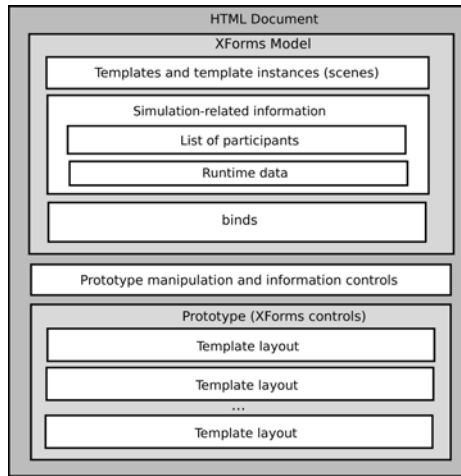 HTML Document
XForms Model
Templates and template instances (scenes)
Simulation-related information
List of participants
Runtime data
binds
Prototype manipulation and information controls
Prototype (XForms controls)
Template layout
Template layout
...
Template layout